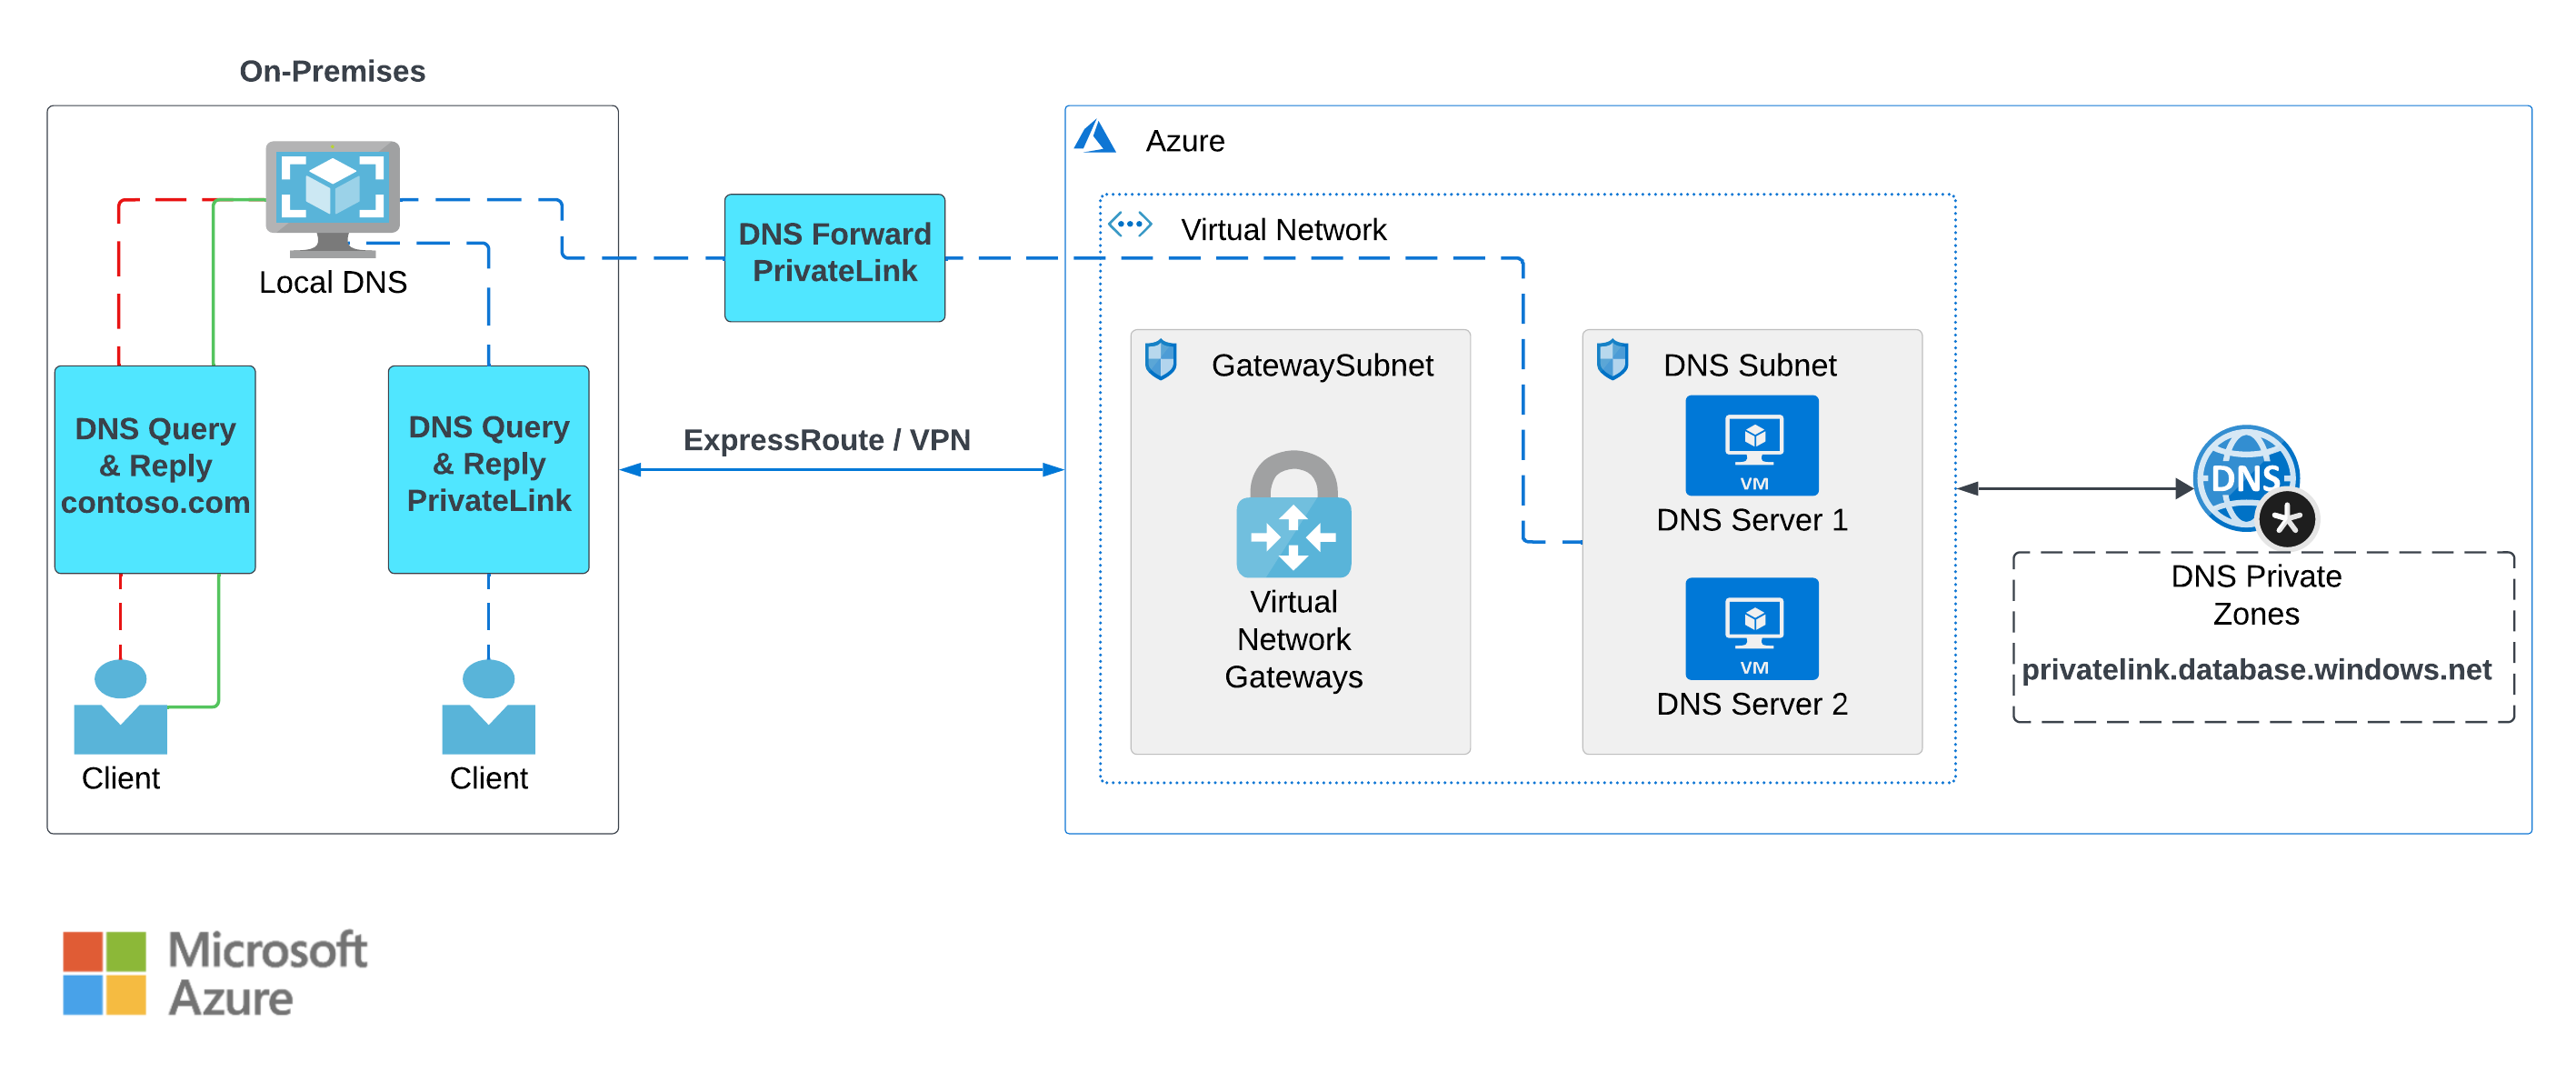 On-Premises
Local DNS
DNS Query
& Reply
contoso.com
DNS Query
& Reply
PrivateLink
Client
Client
DNS Forward
PrivateLink
ExpressRoute / VPN
Azure
Virtual Network
GatewaySubnet
Virtual
Network
Gateways
DNS Subnet
VM
DNS Server 1
VM
DNS Server 2
DNS
DNS Private
Zones
privatelink.database.windows.net
Microsoft
Azure